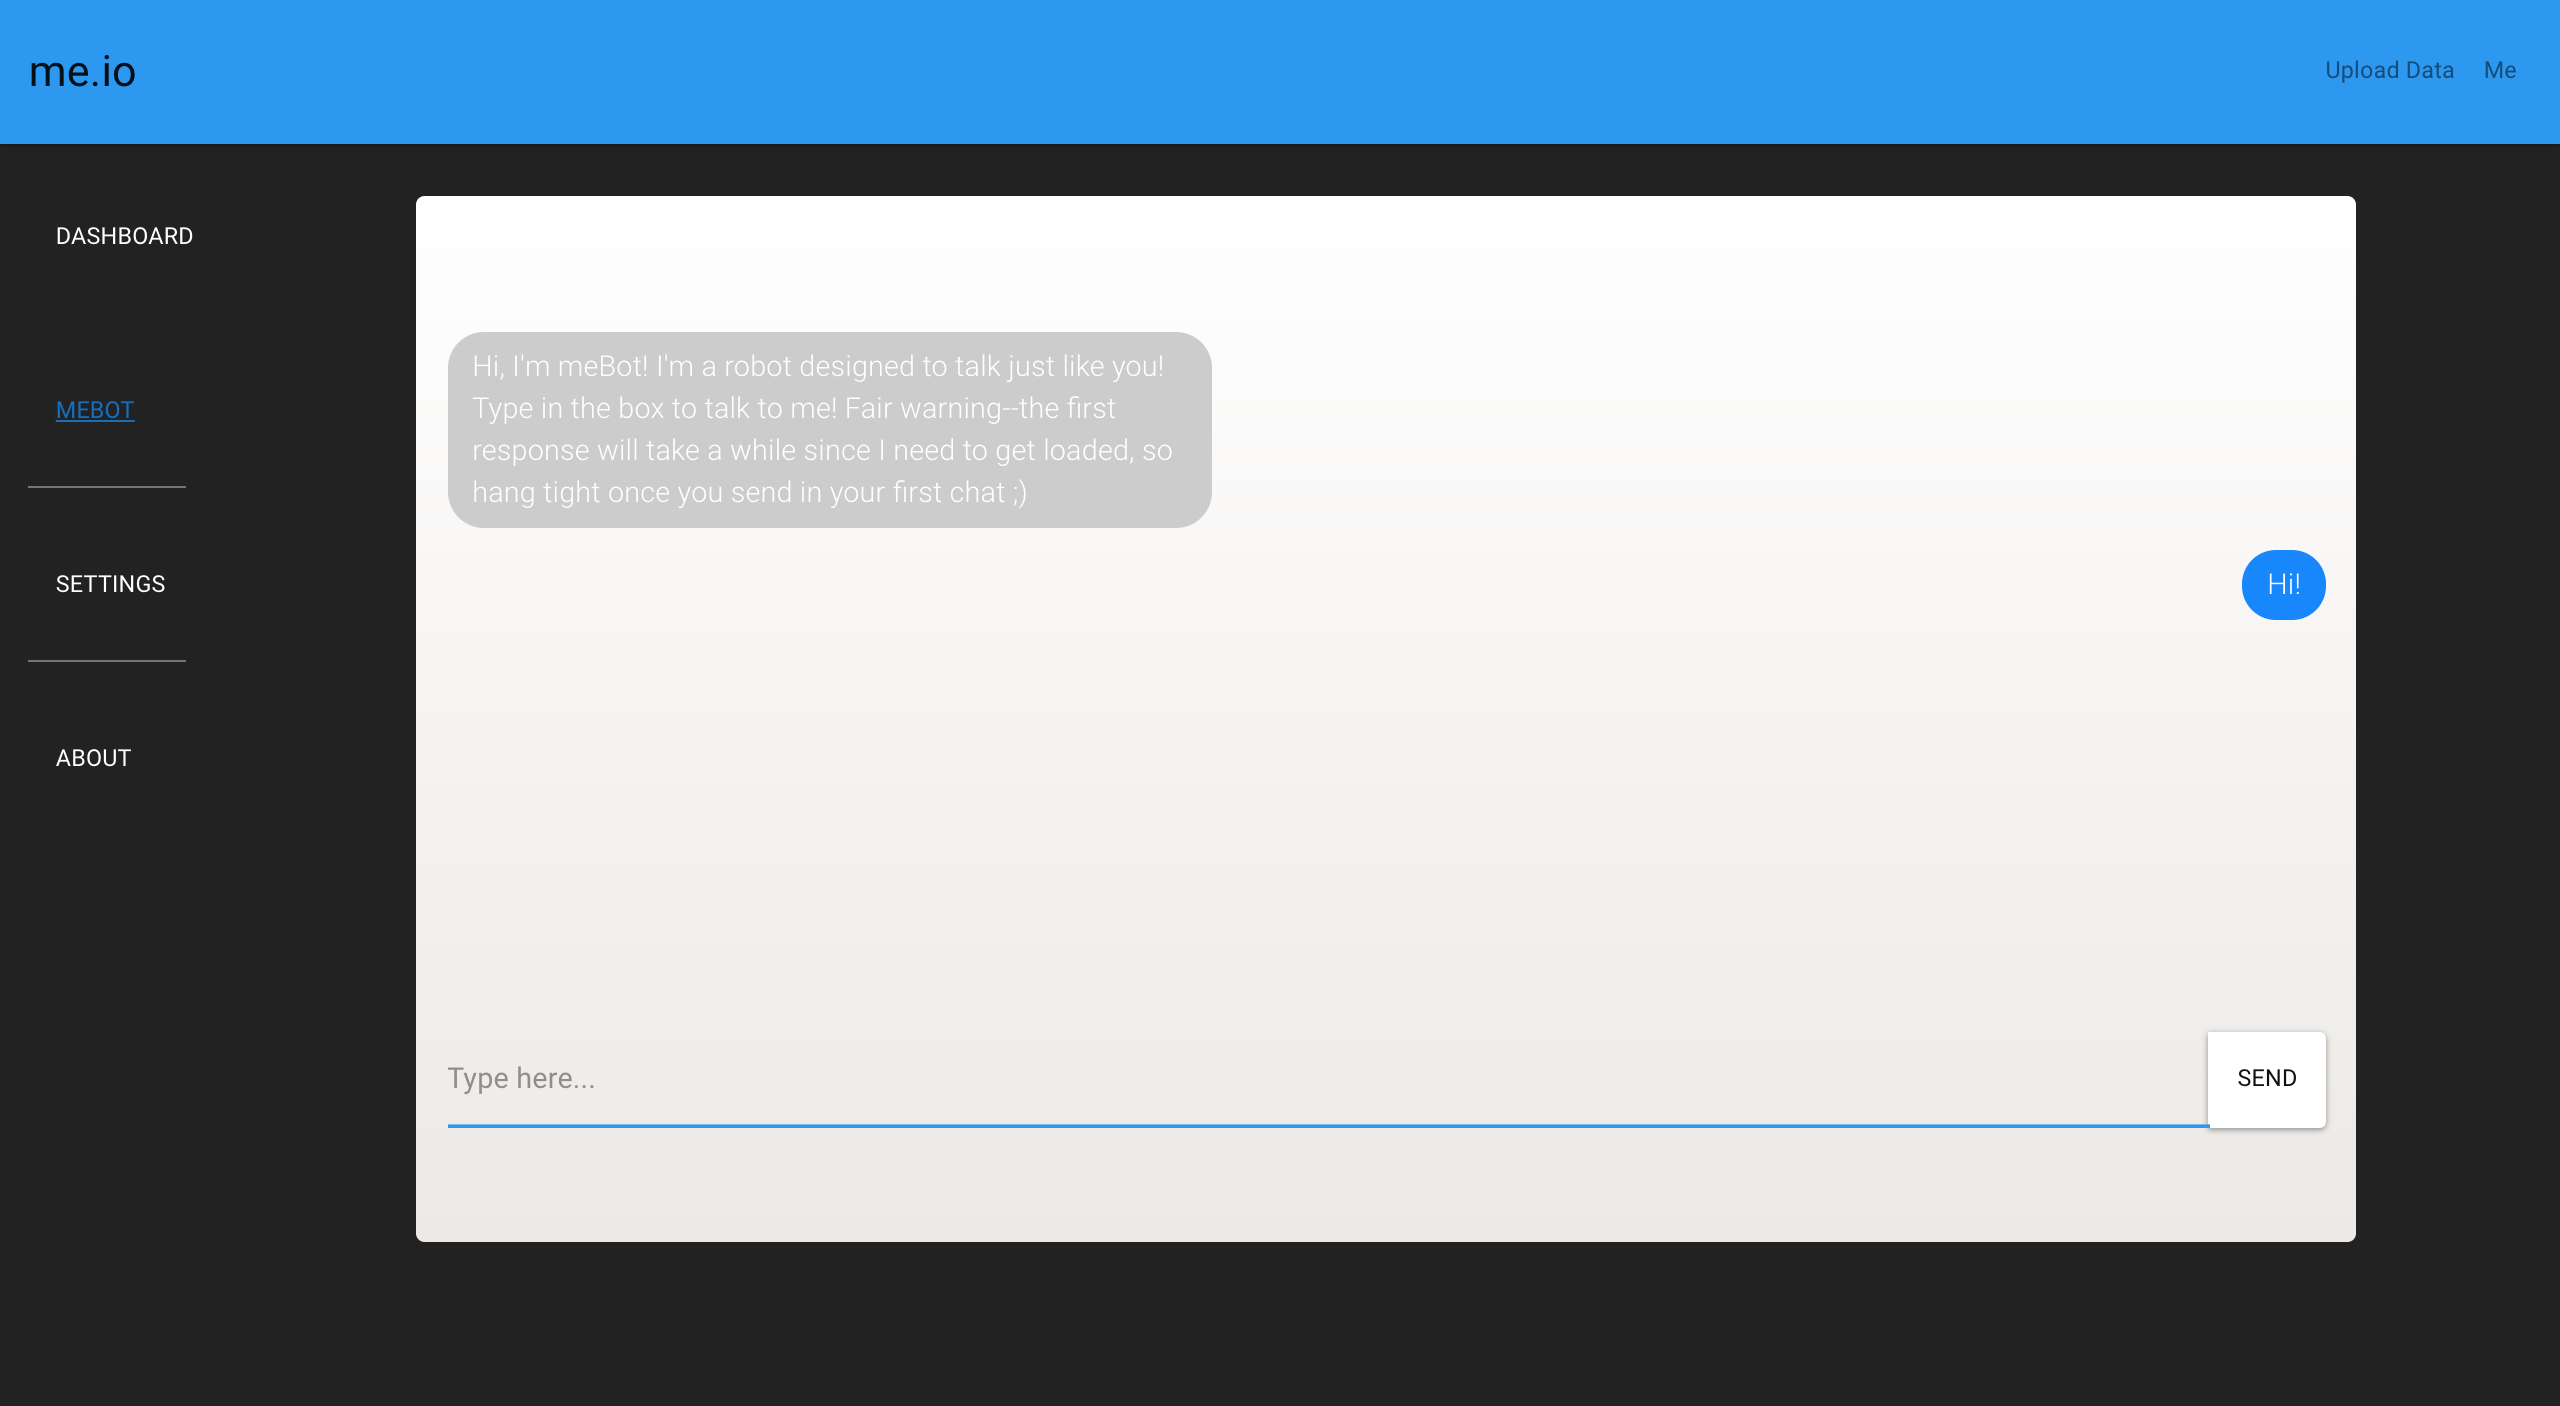 me.io
Upload Data
Me
DASHBOARD
MEBOT
SETTINGS
ABOUT
Hi, I'm meBot! I'm a robot designed to talk just like you!
Type in the box to talk to me! Fair warning--the first
response will take a while since I need to get loaded, so
hang tight once you send in your first chat ;)
Hi!
Type here...
SEND